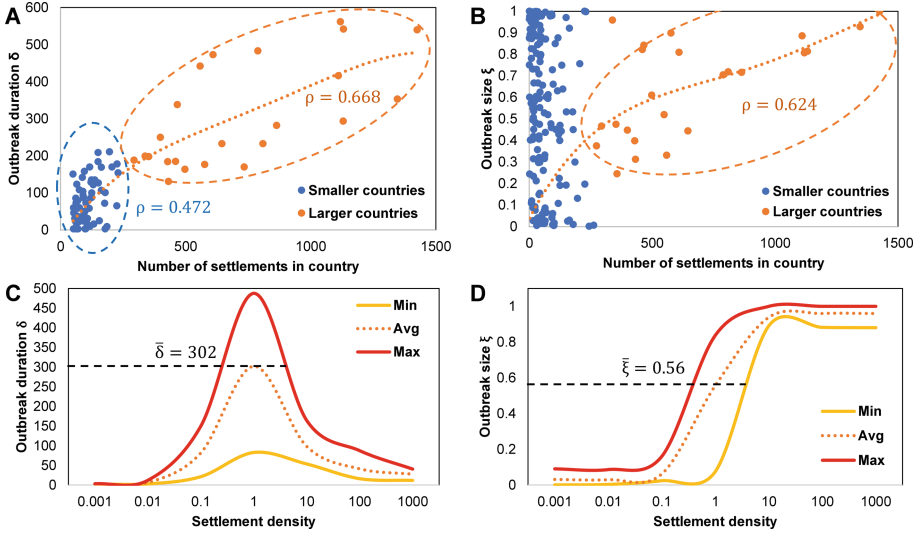 A
600
500
400
300
200
100
0
0
500
1000
1500
Outbreak duration δ
Number of settlements in country
ρ = 0.668
ρ = 0.472
Smaller countries
Larger countries
B
1
0.9
0.8
0.7
0.6
0.5
0.4
0.3
0.2
0.1
0
0
500
1000
1500
Outbreak size ξ
Number of settlements in country
ρ = 0.624
Smaller countries
Larger countries
C
500
450
400
350
300
250
200
150
100
50
0
0.001
0.01
0.1
1
10
100
1000
Outbreak duration δ
Settlement density
δ̅ = 302
Min
Avg
Max
D
1
0.8
0.6
0.4
0.2
0
0.001
0.01
0.1
1
10
100
1000
Outbreak size ξ
Settlement density
ξ̅ = 0.56
Min
Avg
Max